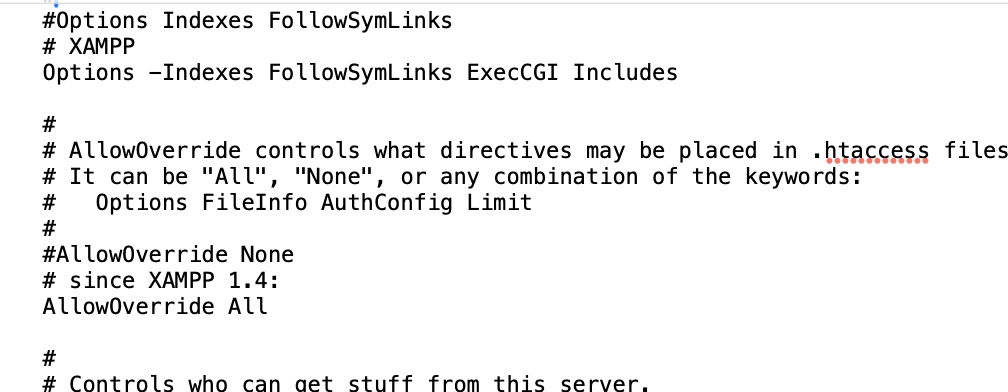 #Options Indexes FollowSymLinks
# XAMPP
Options -Indexes FollowSymLinks ExecCGI Includes
#
# AllowOverride controls what directives may be placed in .htaccess files
# It can be "All", "None", or any combination of the keywords:
#   Options FileInfo AuthConfig Limit
#
#AllowOverride None
# since XAMPP 1.4:
AllowOverride All
#
# Controls who can get stuff from this server.